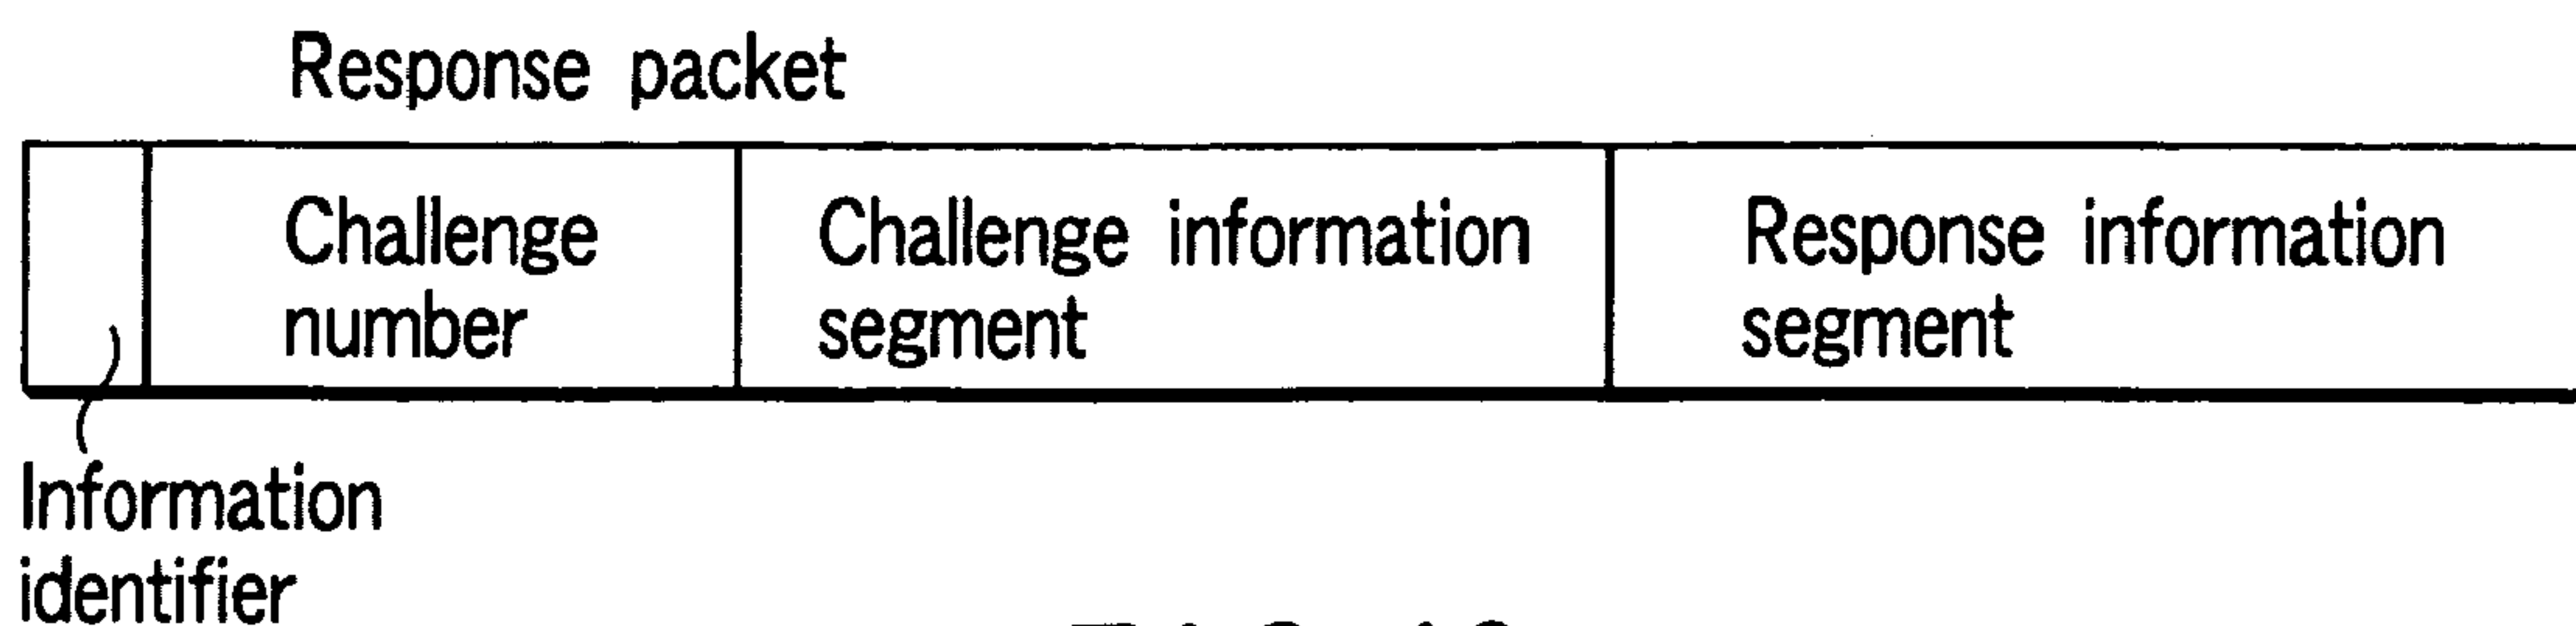 Response packet
Challenge
number
Challenge information
segment
Response information
segment
Information
identifier